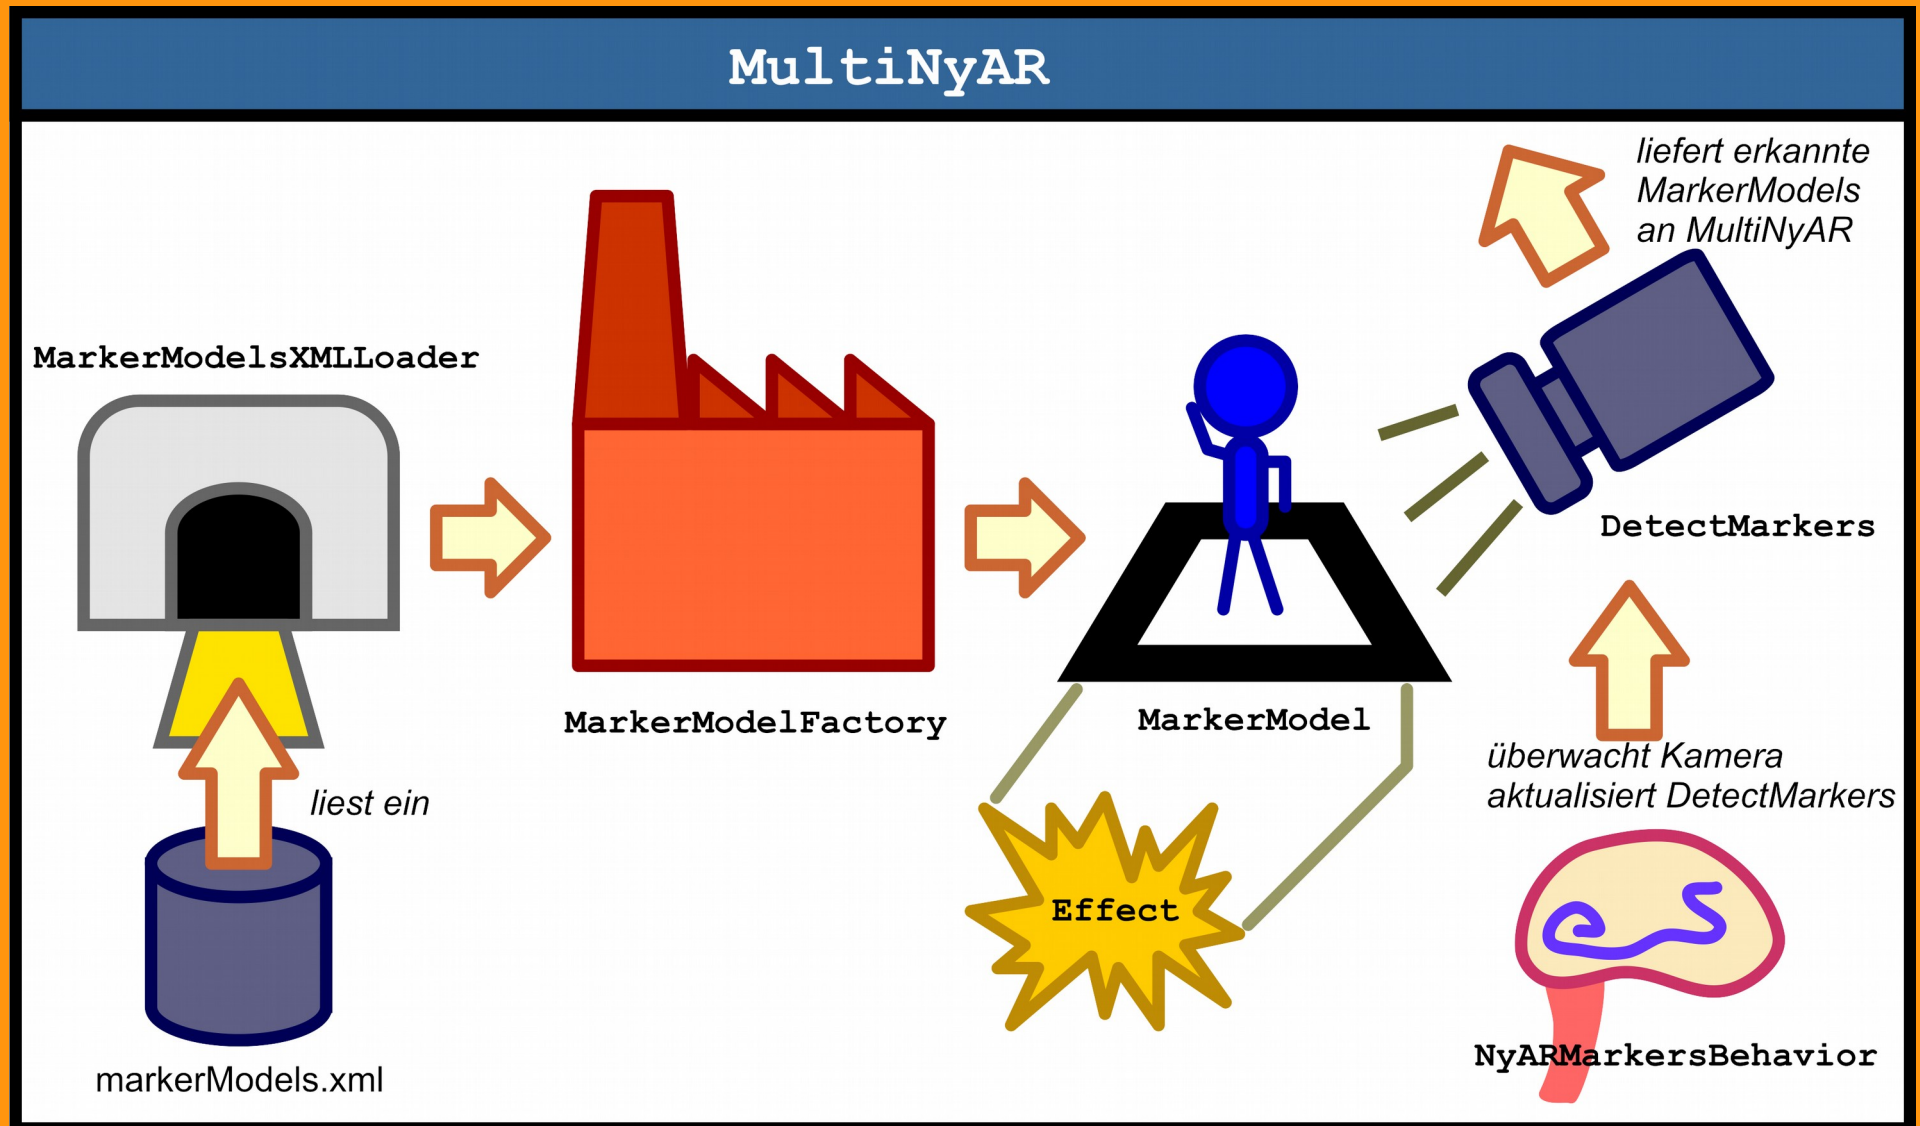 MultiNyAR
liefert erkannte
MarkerModels
an MultiNyAR
MarkerModelsXMLLoader
DetectMarkers
MarkerModelFactory
MarkerModel
überwacht Kamera
aktualisiert DetectMarkers
liest ein
Effect
NyARMarkersBehavior
markerModels.xml